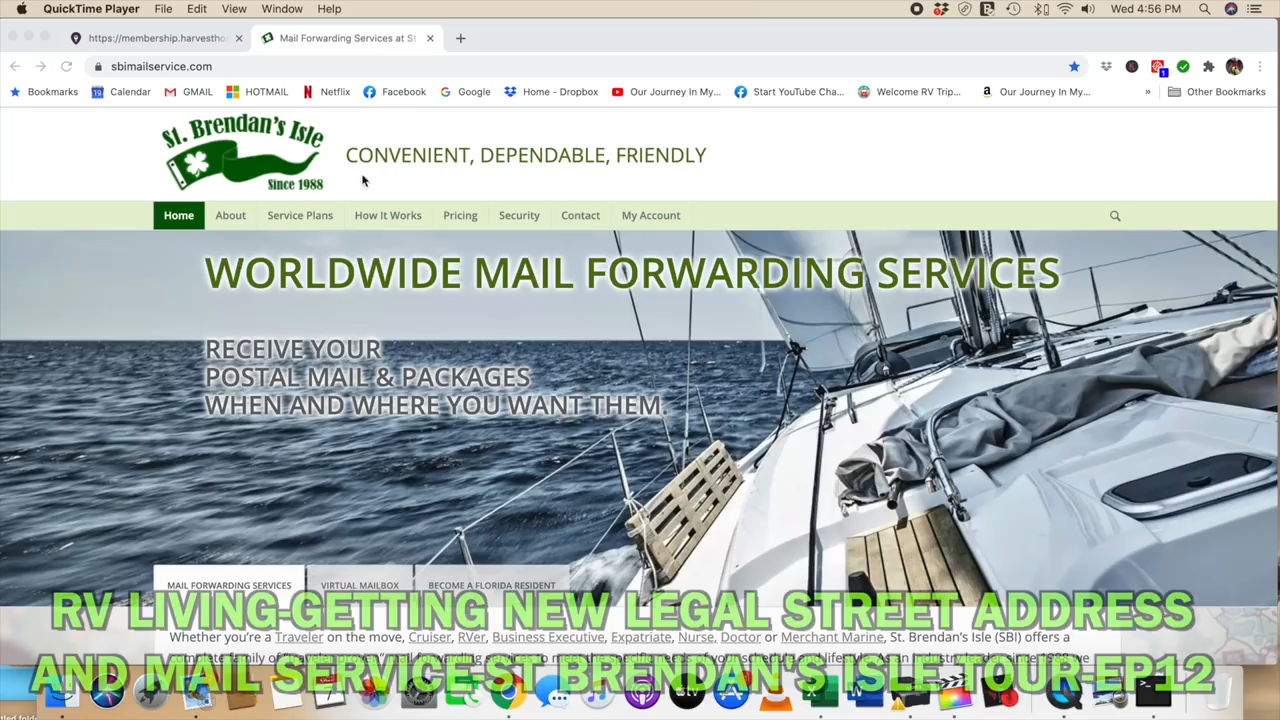 QuickTime Player File Edit View Window Help
Wed 4:56 PM
https://membership.harvestho
Mail Forwarding Services at St
sbimailservice.com
Bookmarks Calendar GMAIL HOTMAIL Netflix Facebook Google Home - Dropbox Our Journey In My... Start YouTube Cha... Welcome RV Trip... Our Journey In My... » Other Bookmarks
St. Brendan's Isle
Since 1988
CONVENIENT, DEPENDABLE, FRIENDLY
Home About Service Plans How It Works Pricing Security Contact My Account
WORLDWIDE MAIL FORWARDING SERVICES
RECEIVE YOUR
POSTAL MAIL & PACKAGES
WHEN AND WHERE YOU WANT THEM.
MAIL FORWARDING SERVICES VIRTUAL MAILBOX BECOME A FLORIDA RESIDENT
RV LIVING-GETTING NEW LEGAL STREET ADDRESS
Whether you're a Traveler on the move, Cruiser, RVer, Business Executive, Expatriate, Nurse, Doctor or Merchant Marine, St. Brendan's Isle (SBI) offers a
AND MAIL SERVICE-ST BRENDAN'S ISLE TOUR-EP12